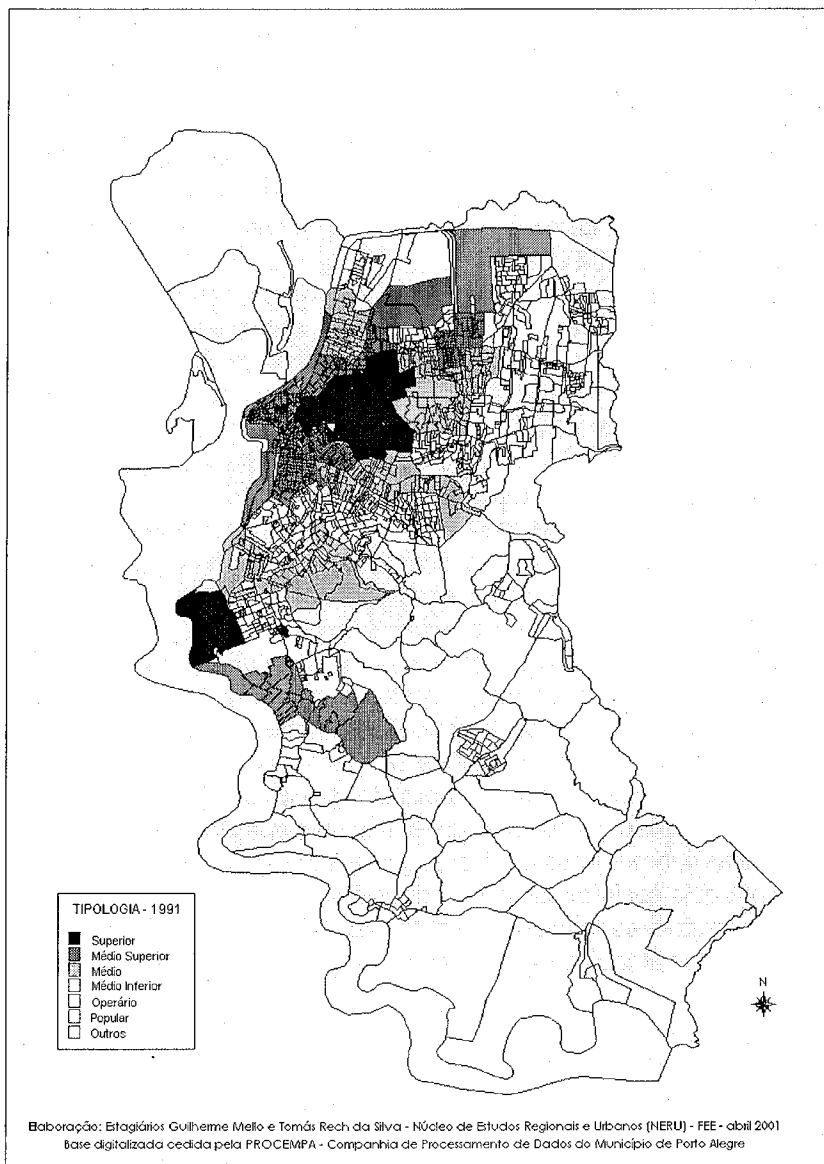 TIPOLOGIA - 1991
Superior
Médio Superior
Médio
Médio Inferior
Operário
Popular
Outros
N
Elaboração: Estagiários Guilherme Mello e Tomás Rech da Silva - Núcleo de Estudos Regionais e Urbanos (NERU) - FEE - abril 2001
Base digitalizada cedida pela PROCEMPA - Companhia de Processamento de Dados do Município de Porto Alegre